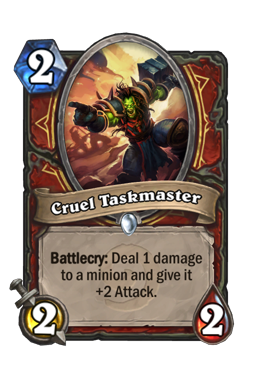 2
Cruel Taskmaster
Battlecry: Deal 1 damage
to a minion and give it
+2 Attack.
2
2